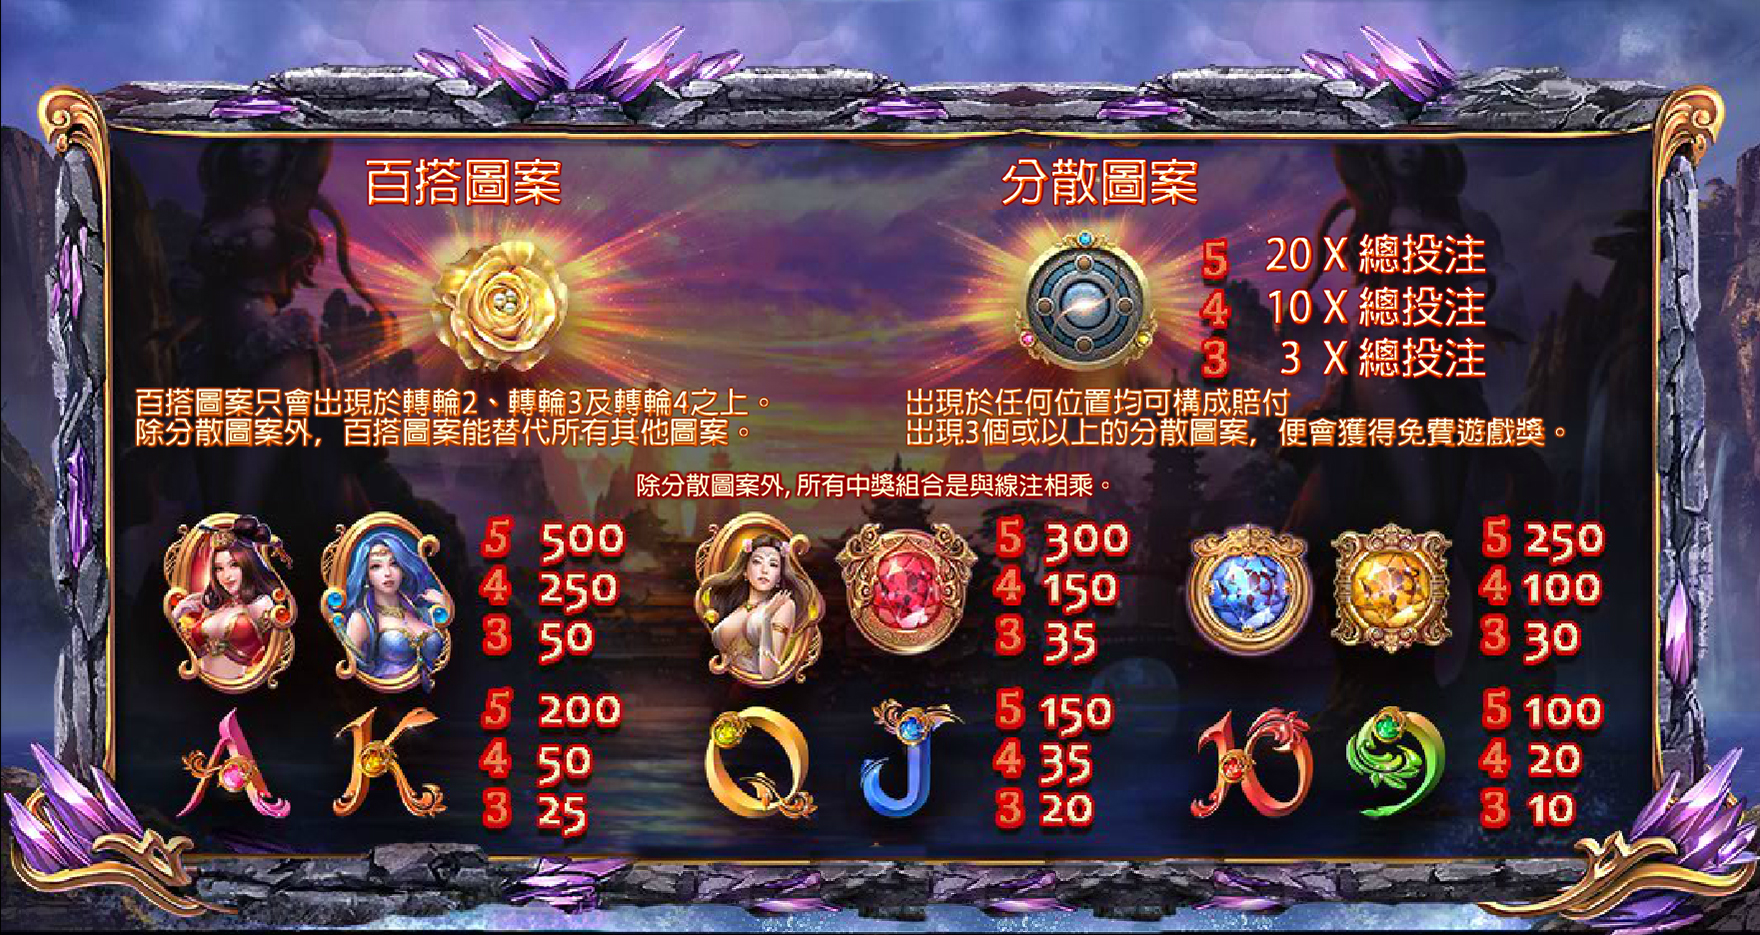 百搭圖案
分散圖案
5 20 X 總投注
4 10 X 總投注
3 3 X 總投注
百搭圖案只會出現於轉輪2、轉輪3及轉輪4之上。
除分散圖案外，百搭圖案能替代所有其他圖案。
出現於任何位置均可構成賠付
出現3個或以上的分散圖案，便會獲得免費遊戲獎。
除分散圖案外,所有中獎組合是與線注相乘。
5 500
4 250
3 50
5 300
4 150
3 35
5 250
4 100
3 30
A K
5 200
4 50
3 25
Q J
5 150
4 35
3 20
10 9
5 100
4 20
3 10